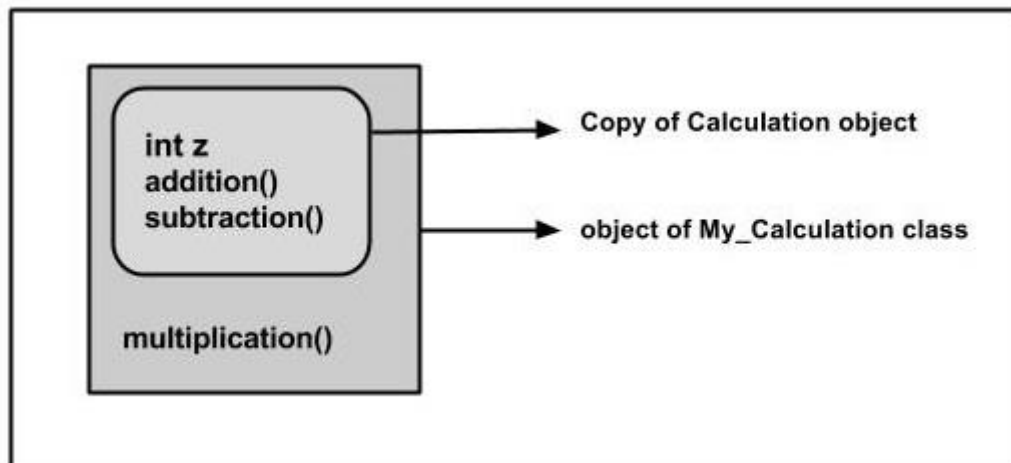 int z
addition()
subtraction()
multiplication()
Copy of Calculation object
object of My_Calculation class